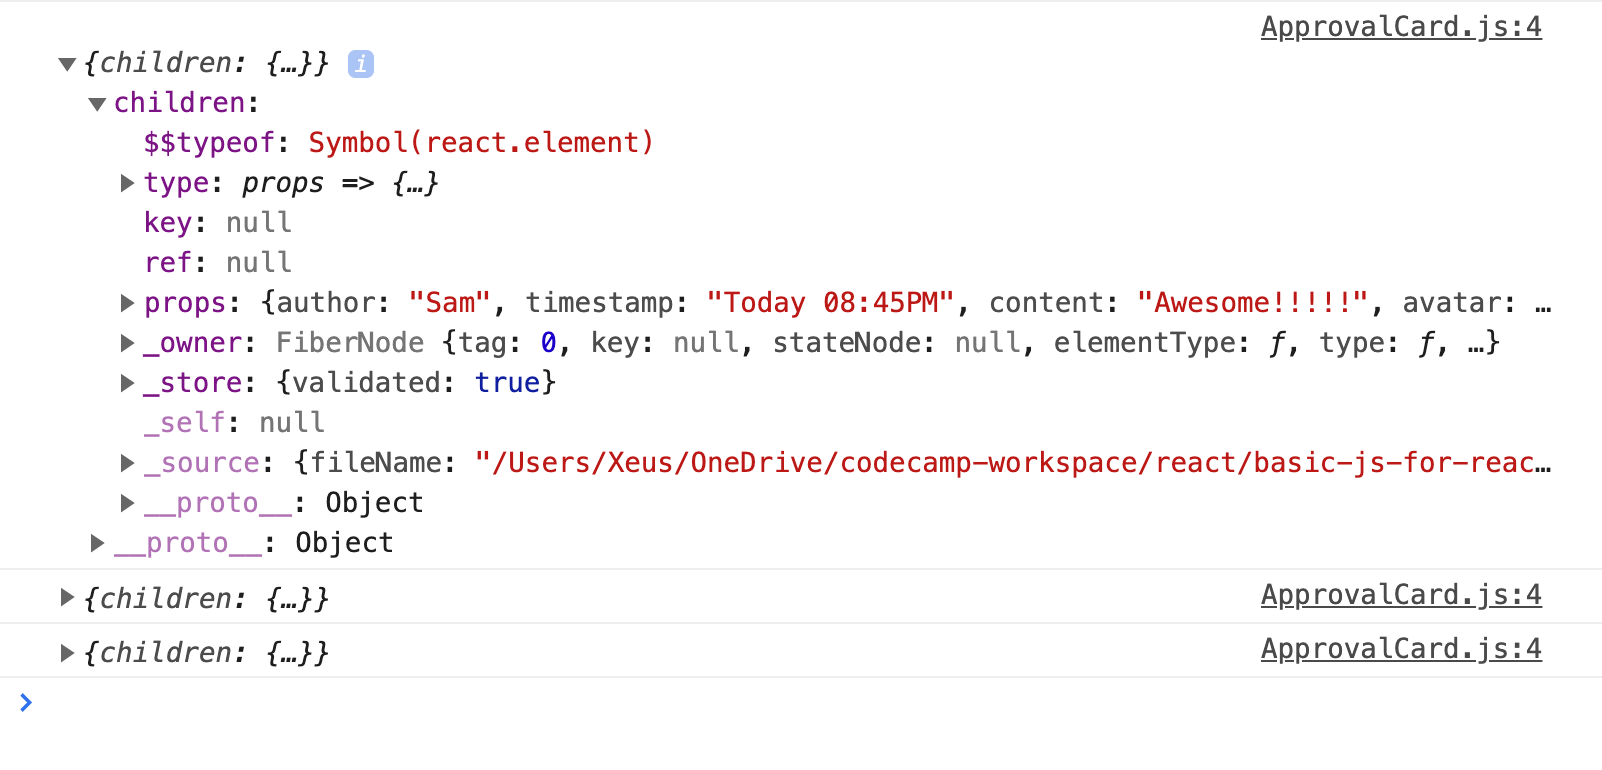 ApprovalCard.js:4
{children: {…}} i
children:
$$typeof: Symbol(react.element)
type: props => {…}
key: null
ref: null
props: {author: "Sam", timestamp: "Today 08:45PM", content: "Awesome!!!!!", avatar: …
_owner: FiberNode {tag: 0, key: null, stateNode: null, elementType: ƒ, type: ƒ, …}
_store: {validated: true}
_self: null
_source: {fileName: "/Users/Xeus/OneDrive/codecamp-workspace/react/basic-js-for-reac…
__proto__: Object
__proto__: Object
{children: {…}} ApprovalCard.js:4
{children: {…}} ApprovalCard.js:4